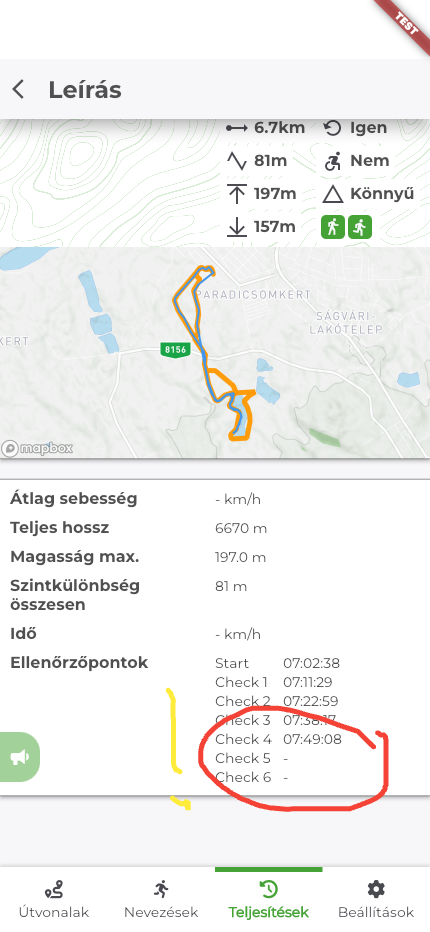 TEST
Leírás
6.7km Igen
81m Nem
197m Könnyű
157m
PARADICSOMKERT
SÁGVÁRI-
LAKÓTELEP
KERT
8156
mapbox
Átlag sebesség - km/h
Teljes hossz 6670 m
Magasság max. 197.0 m
Szintkülönbség 81 m
összesen
Idő - km/h
Ellenőrzőpontok Start 07:02:38
Check 1 07:11:29
Check 2 07:22:59
Check 3 07:38:17
Check 4 07:49:08
Check 5 -
Check 6 -
Útvonalak Nevezések Teljesítések Beállítások